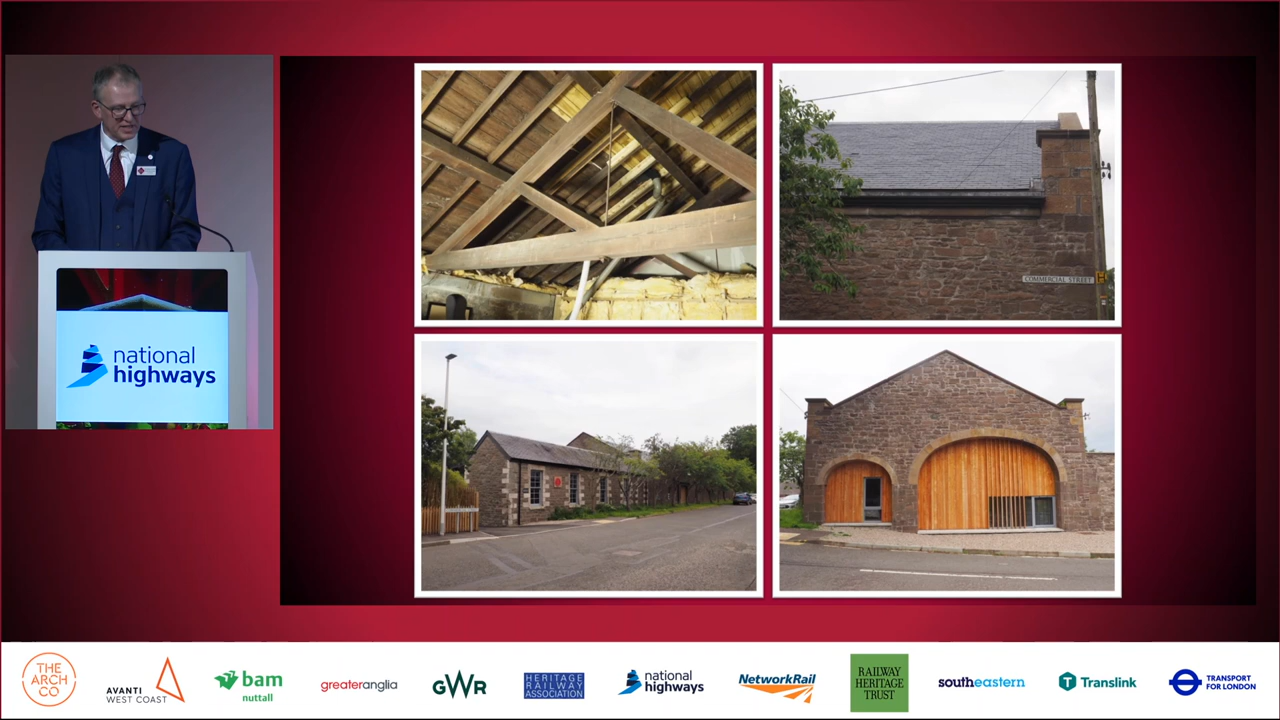 national
highways
COMMERCIAL STREET
THE
ARCH
CO
AVANTI
WEST COAST
bam
nuttall
greateranglia
GWR
HERITAGE
RAILWAY
ASSOCIATION
national
highways
NetworkRail
RAILWAY
HERITAGE
TRUST
southeastern
Translink
TRANSPORT
FOR LONDON